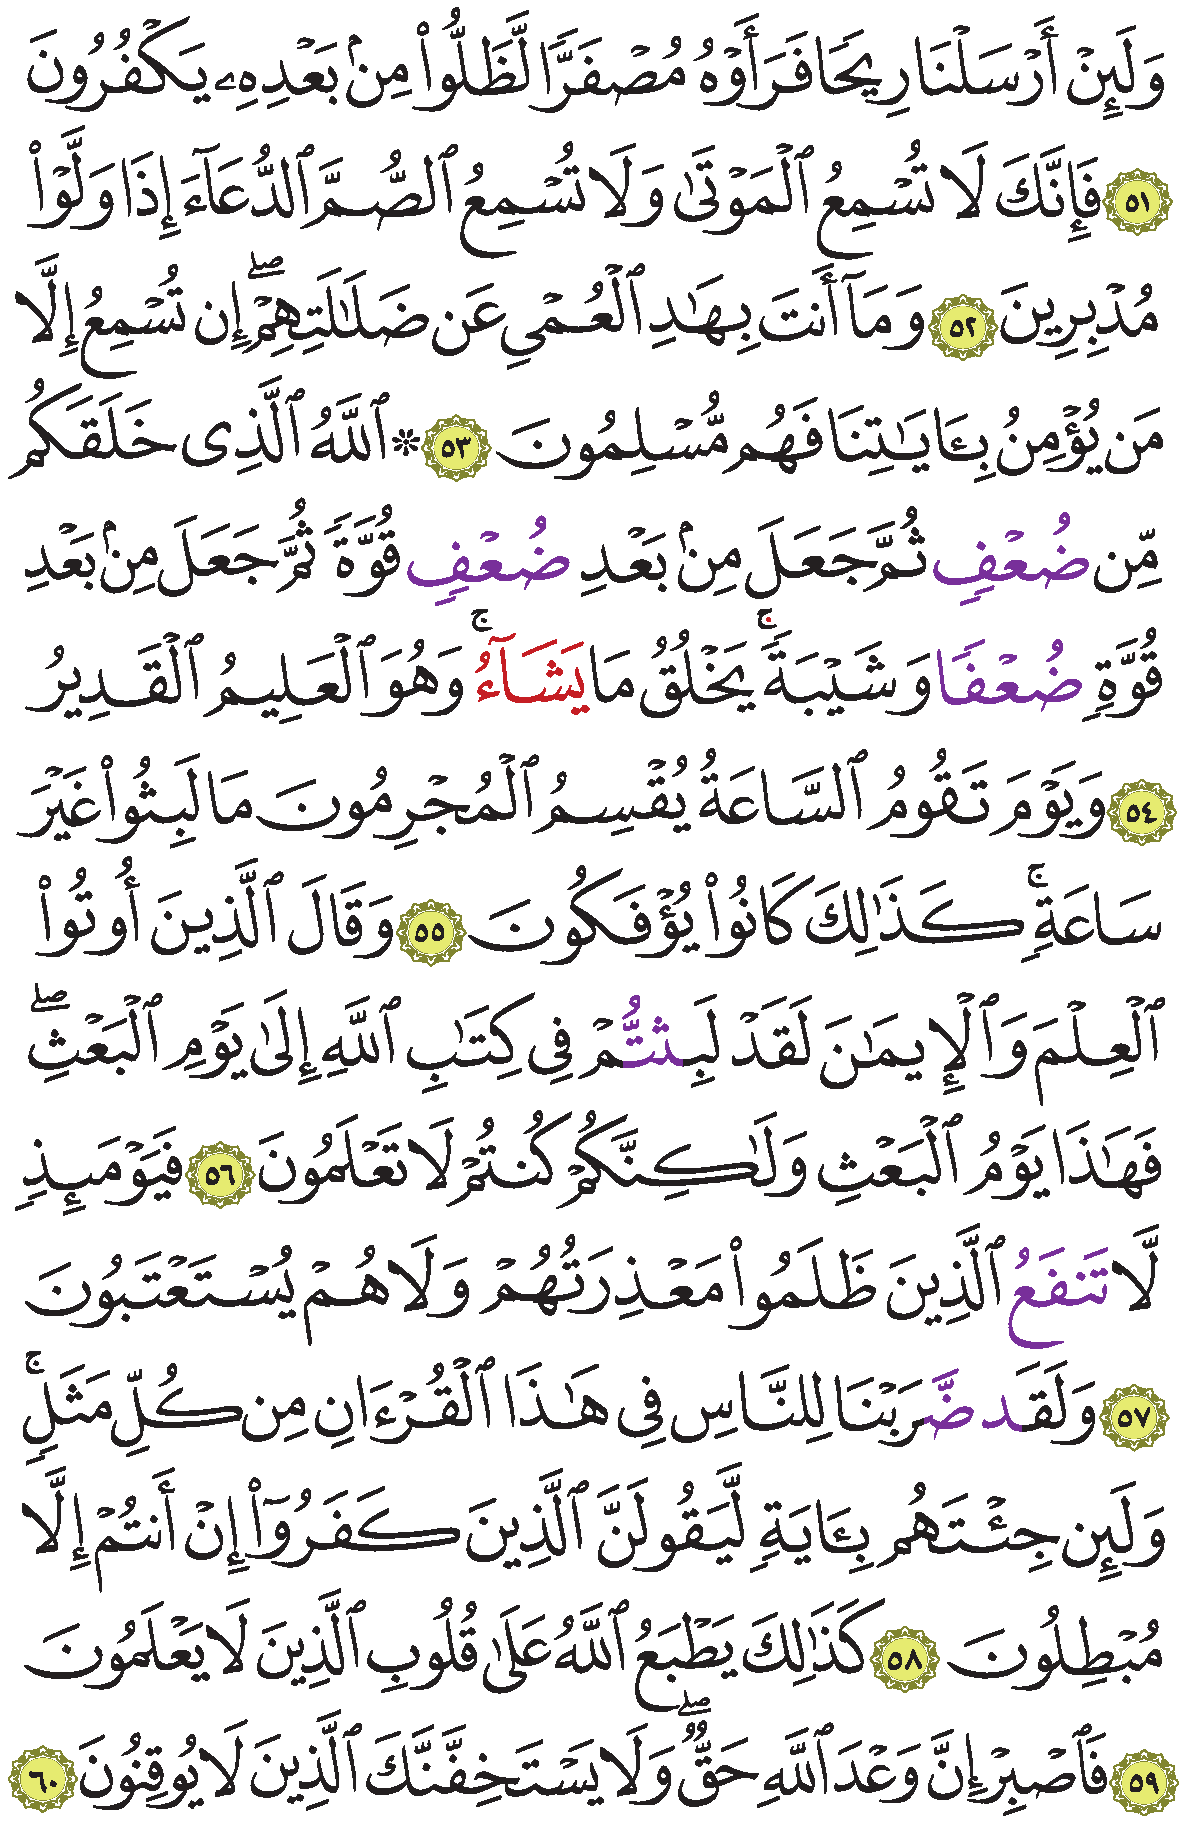 وَلَئِنۡ أَرۡسَلۡنَا رِيحٗا فَرَأَوۡهُ مُصۡفَرّٗا لَّظَلُّواْ مِنۢ بَعۡدِهِۦ يَكۡفُرُونَ
٥١ فَإِنَّكَ لَا تُسۡمِعُ ٱلۡمَوۡتَىٰ وَلَا تُسۡمِعُ ٱلصُّمَّ ٱلدُّعَآءَ إِذَا وَلَّوۡاْ
مُدۡبِرِينَ ٥٢ وَمَآ أَنتَ بِهَٰدِ ٱلۡعُمۡيِ عَن ضَلَٰلَتِهِمۡۖ إِن تُسۡمِعُ إِلَّا
مَن يُؤۡمِنُ بِـَٔايَٰتِنَا فَهُم مُّسۡلِمُونَ ٥٣ ۞ ٱللَّهُ ٱلَّذِي خَلَقَكُم
مِّن ضُعۡفٖ ثُمَّ جَعَلَ مِنۢ بَعۡدِ ضُعۡفٖ قُوَّةٗ ثُمَّ جَعَلَ مِنۢ بَعۡدِ
قُوَّةٖ ضُعۡفٗا وَشَيۡبَةٗۚ يَخۡلُقُ مَا يَشَآءُۚ وَهُوَ ٱلۡعَلِيمُ ٱلۡقَدِيرُ
٥٤ وَيَوۡمَ تَقُومُ ٱلسَّاعَةُ يُقۡسِمُ ٱلۡمُجۡرِمُونَ مَا لَبِثُواْ غَيۡرَ
سَاعَةٖۚ كَذَٰلِكَ كَانُواْ يُؤۡفَكُونَ ٥٥ وَقَالَ ٱلَّذِينَ أُوتُواْ
ٱلۡعِلۡمَ وَٱلۡإِيمَٰنَ لَقَدۡ لَبِثتُّمۡ فِي كِتَٰبِ ٱللَّهِ إِلَىٰ يَوۡمِ ٱلۡبَعۡثِۖ
فَهَٰذَا يَوۡمُ ٱلۡبَعۡثِ وَلَٰكِنَّكُمۡ كُنتُمۡ لَا تَعۡلَمُونَ ٥٦ فَيَوۡمَئِذٖ
لَّا تَنفَعُ ٱلَّذِينَ ظَلَمُواْ مَعۡذِرَتُهُمۡ وَلَا هُمۡ يُسۡتَعۡتَبُونَ
٥٧ وَلَقَد ضَّرَبۡنَا لِلنَّاسِ فِي هَٰذَا ٱلۡقُرۡءَانِ مِن كُلِّ مَثَلٖۚ
وَلَئِن جِئۡتَهُم بِـَٔايَةٖ لَّيَقُولَنَّ ٱلَّذِينَ كَفَرُوٓاْ إِنۡ أَنتُمۡ إِلَّا
مُبۡطِلُونَ ٥٨ كَذَٰلِكَ يَطۡبَعُ ٱللَّهُ عَلَىٰ قُلُوبِ ٱلَّذِينَ لَا يَعۡلَمُونَ
٥٩ فَٱصۡبِرۡ إِنَّ وَعۡدَ ٱللَّهِ حَقّٞۖ وَلَا يَسۡتَخِفَّنَّكَ ٱلَّذِينَ لَا يُوقِنُونَ ٦٠